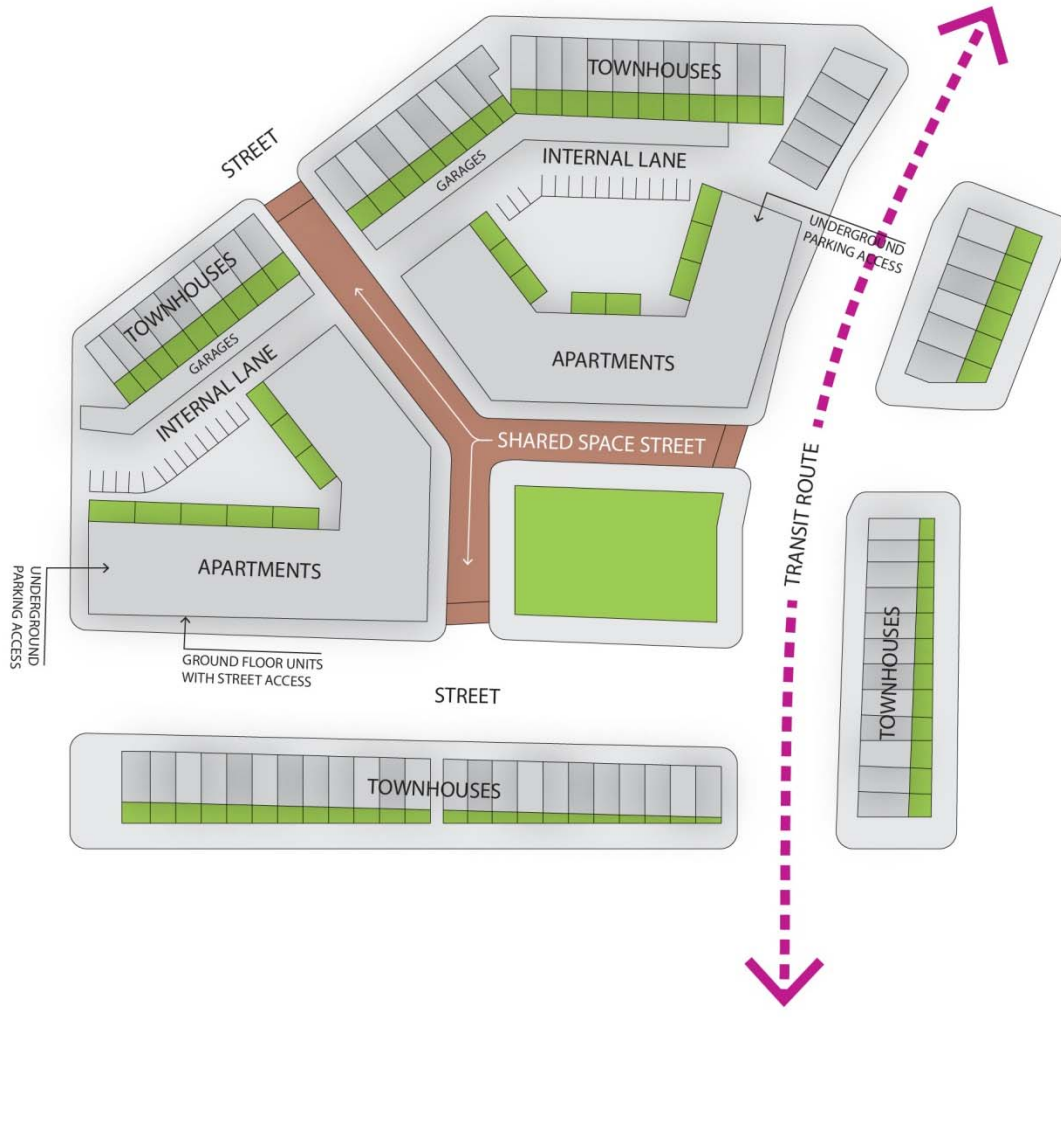 TOWNHOUSES
STREET
GARAGES
INTERNAL LANE
UNDERGROUND
PARKING ACCESS
TOWNHOUSES
GARAGES
INTERNAL LANE
APARTMENTS
SHARED SPACE STREET
TRANSIT ROUTE
APARTMENTS
UNDERGROUND
PARKING ACCESS
GROUND FLOOR UNITS
WITH STREET ACCESS
STREET
TOWNHOUSES
TOWNHOUSES